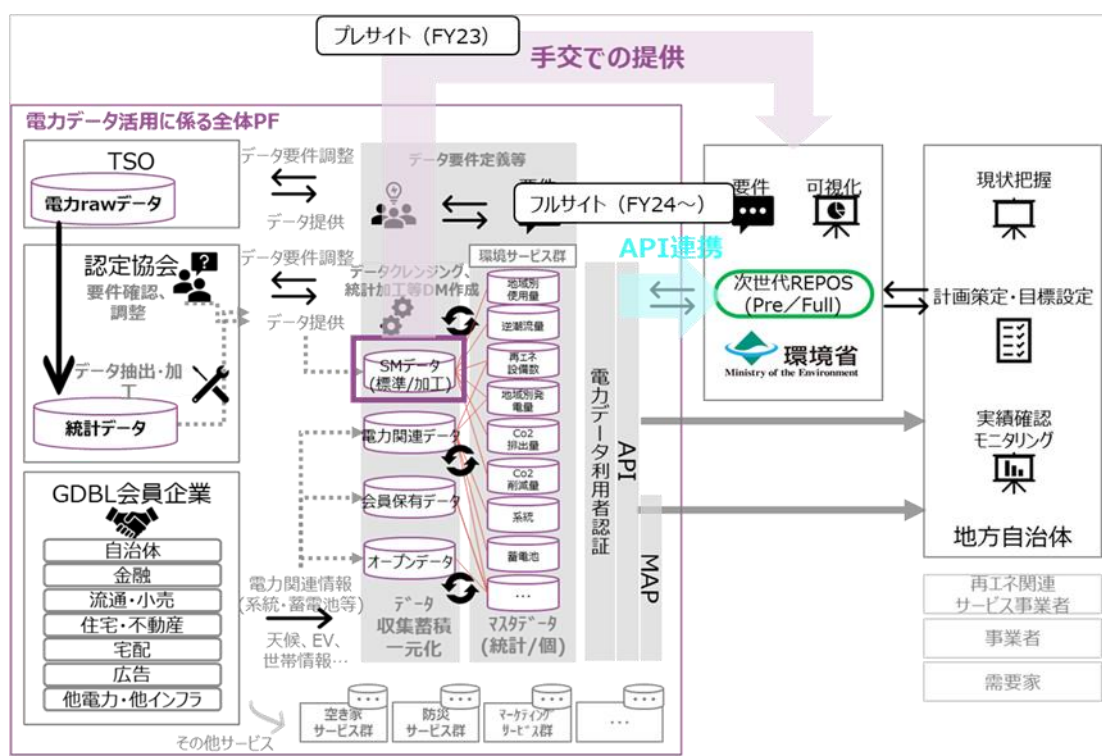 プレサイト（FY23）
手交での提供
電力データ活用に係る全体PF
TSO
電力rawデータ
データ要件調整
データ提供
データ要件定義等
要件
フルサイト（FY24～）
要件
可視化
API連携
次世代REPOS
(Pre／Full)
環境省
Ministry of the Environment
現状把握
計画策定・目標設定
実績確認
モニタリング
地方自治体
再エネ関連
サービス事業者
事業者
需要家
認定協会
要件確認、
調整
データ抽出・加
工
統計データ
データ要件調整
データ提供
データクレンジング、
統計加工等DM作成
SMデータ
(標準/加工)
電力関連データ
会員保有データ
オープンデータ
データ
収集蓄積
一元化
環境サービス群
地域別
使用量
逆潮流量
再エネ
設備数
地域別発
電量
Co2
排出量
Co2
削減量
系統
蓄電池
…
マスタデータ
(統計/個)
電力データ利用者認証
API
MAP
GDBL会員企業
自治体
金融
流通・小売
住宅・不動産
宅配
広告
他電力・他インフラ
電力関連情報
(系統・蓄電池等)
天候、EV、
世帯情報…
その他サービス
空き家
サービス群
防災
サービス群
マーケティング
サービス群
…